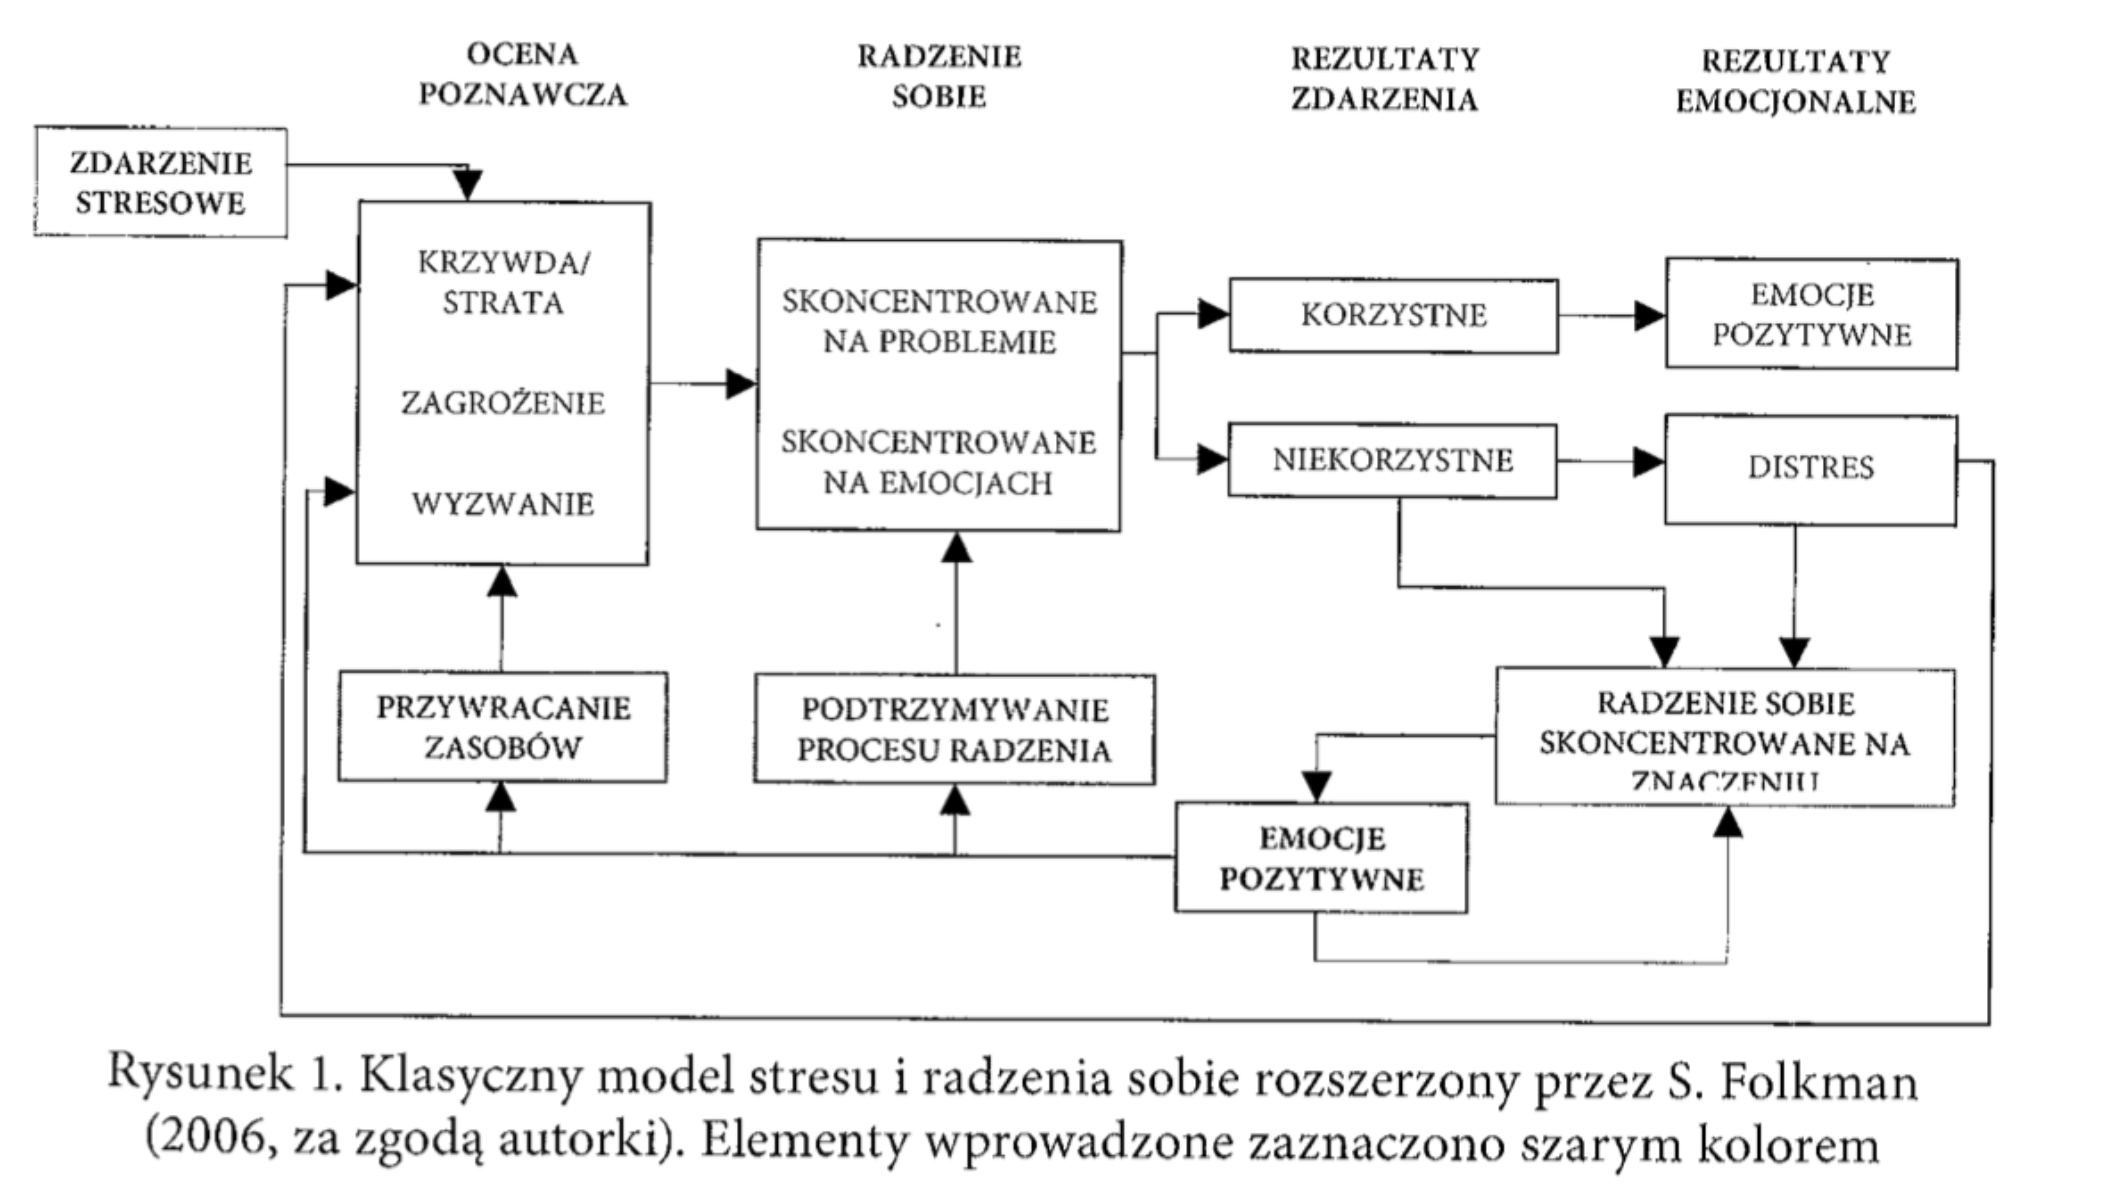 OCENA
POZNAWCZA
RADZENIE
SOBIE
REZULTATY
ZDARZENIA
REZULTATY
EMOCJONALNE
ZDARZENIE
STRESOWE
KRZYWDA/
STRATA
ZAGROŻENIE
WYZWANIE
SKONCENTROWANE
NA PROBLEMIE
SKONCENTROWANE
NA EMOCJACH
KORZYSTNE
EMOCJE
POZYTYWNE
NIEKORZYSTNE
DISTRES
PRZYWRACANIE
ZASOBÓW
PODTRZYMYWANIE
PROCESU RADZENIA
RADZENIE SOBIE
SKONCENTROWANE NA
ZNACZENIU
EMOCJE
POZYTYWNE
Rysunek 1. Klasyczny model stresu i radzenia sobie rozszerzony przez S. Folkman
(2006, za zgodą autorki). Elementy wprowadzone zaznaczono szarym kolorem